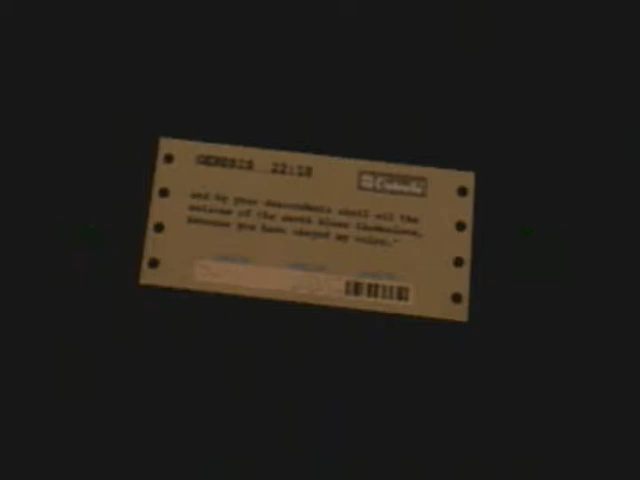 GENESIS 22:18
and by your descendants shall all the
nations of the earth bless themselves,
because you have obeyed my voice."